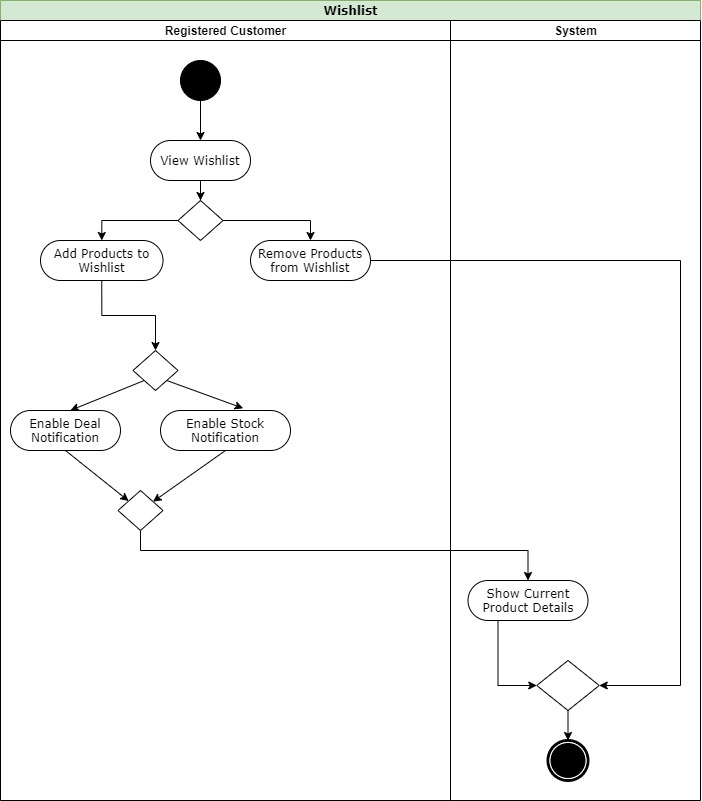 Wishlist
Registered Customer
System
View Wishlist
Add Products to
Wishlist
Remove Products
from Wishlist
Enable Deal
Notification
Enable Stock
Notification
Show Current
Product Details